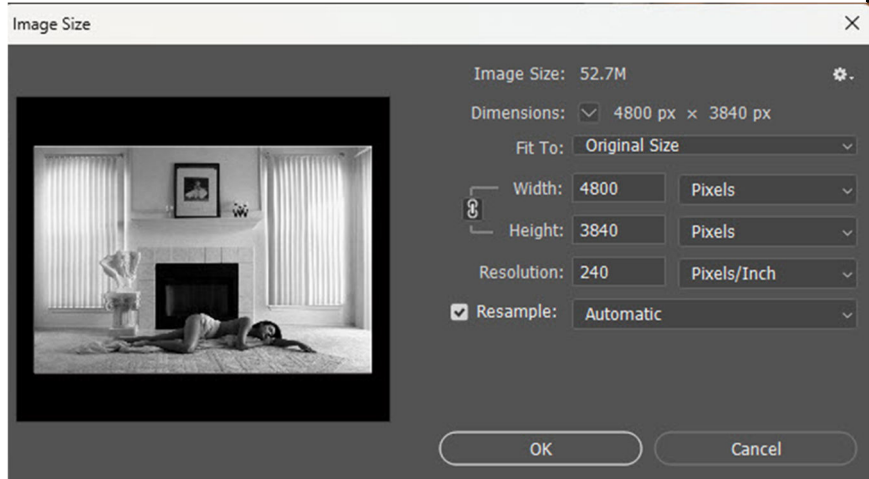 Image Size
Image Size: 52.7M
Dimensions: 4800 px × 3840 px
Fit To: Original Size
Width: 4800 Pixels
Height: 3840 Pixels
Resolution: 240 Pixels/Inch
Resample: Automatic
OK Cancel